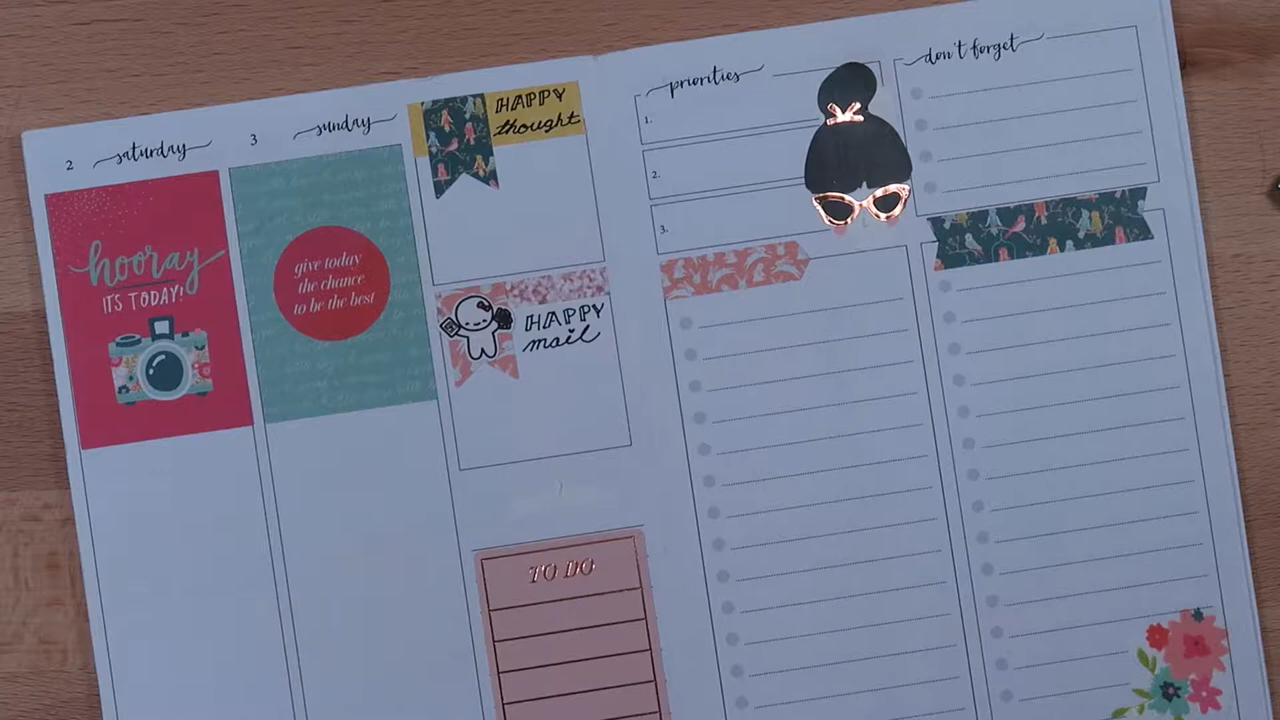 2 saturday
hooray
IT'S TODAY!
3 sunday
give today
the chance
to be the best
HAPPY
thought
HAPPY
mail
TO DO
priorities
1.
2.
3.
don't forget